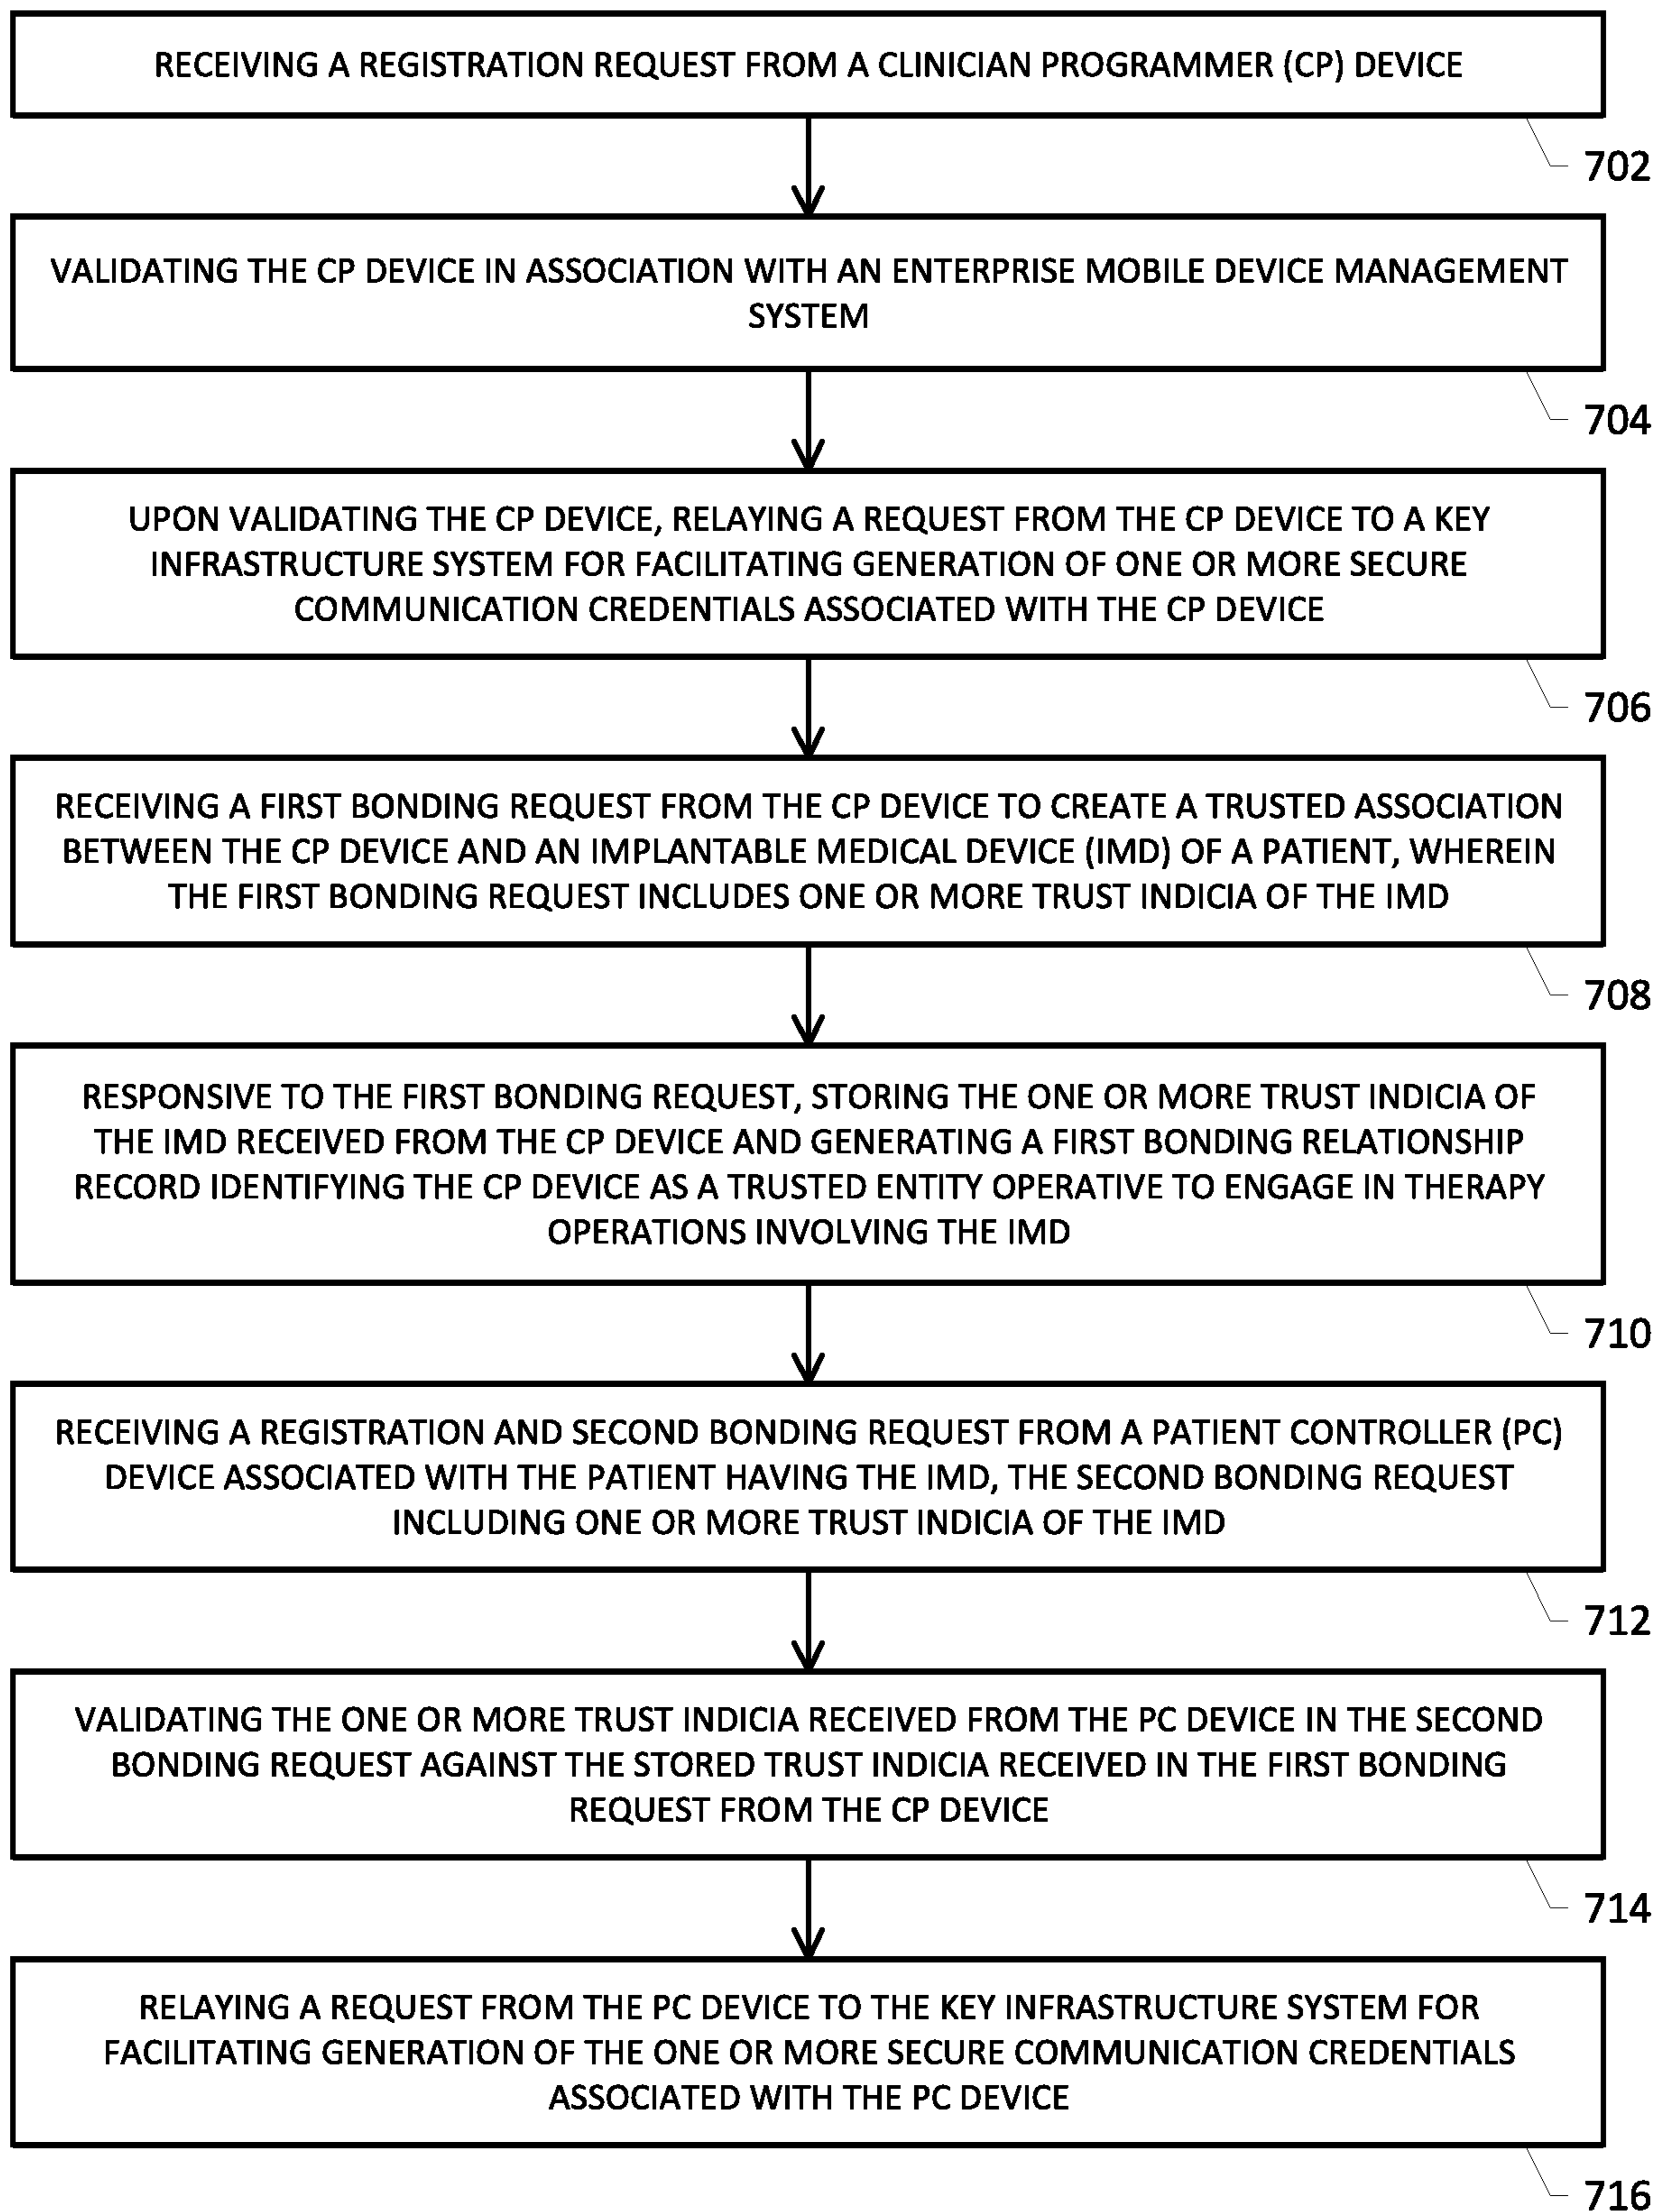 RECEIVING A REGISTRATION REQUEST FROM A CLINICIAN PROGRAMMER (CP) DEVICE
702
VALIDATING THE CP DEVICE IN ASSOCIATION WITH AN ENTERPRISE MOBILE DEVICE MANAGEMENT
SYSTEM
704
UPON VALIDATING THE CP DEVICE, RELAYING A REQUEST FROM THE CP DEVICE TO A KEY
INFRASTRUCTURE SYSTEM FOR FACILITATING GENERATION OF ONE OR MORE SECURE
COMMUNICATION CREDENTIALS ASSOCIATED WITH THE CP DEVICE
706
RECEIVING A FIRST BONDING REQUEST FROM THE CP DEVICE TO CREATE A TRUSTED ASSOCIATION
BETWEEN THE CP DEVICE AND AN IMPLANTABLE MEDICAL DEVICE (IMD) OF A PATIENT, WHEREIN
THE FIRST BONDING REQUEST INCLUDES ONE OR MORE TRUST INDICIA OF THE IMD
708
RESPONSIVE TO THE FIRST BONDING REQUEST, STORING THE ONE OR MORE TRUST INDICIA OF
THE IMD RECEIVED FROM THE CP DEVICE AND GENERATING A FIRST BONDING RELATIONSHIP
RECORD IDENTIFYING THE CP DEVICE AS A TRUSTED ENTITY OPERATIVE TO ENGAGE IN THERAPY
OPERATIONS INVOLVING THE IMD
710
RECEIVING A REGISTRATION AND SECOND BONDING REQUEST FROM A PATIENT CONTROLLER (PC)
DEVICE ASSOCIATED WITH THE PATIENT HAVING THE IMD, THE SECOND BONDING REQUEST
INCLUDING ONE OR MORE TRUST INDICIA OF THE IMD
712
VALIDATING THE ONE OR MORE TRUST INDICIA RECEIVED FROM THE PC DEVICE IN THE SECOND
BONDING REQUEST AGAINST THE STORED TRUST INDICIA RECEIVED IN THE FIRST BONDING
REQUEST FROM THE CP DEVICE
714
RELAYING A REQUEST FROM THE PC DEVICE TO THE KEY INFRASTRUCTURE SYSTEM FOR
FACILITATING GENERATION OF THE ONE OR MORE SECURE COMMUNICATION CREDENTIALS
ASSOCIATED WITH THE PC DEVICE
716